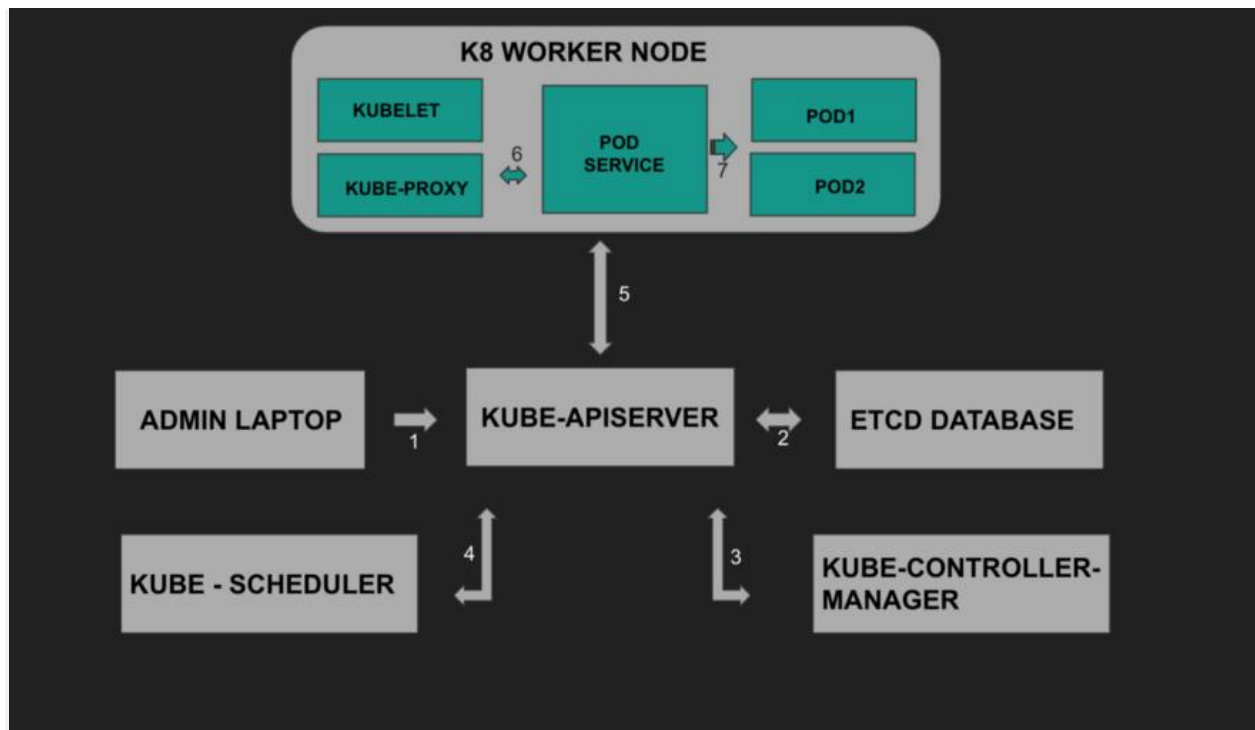 K8 WORKER NODE
KUBELET
KUBE-PROXY
6
POD
SERVICE
7
POD1
POD2
5
ADMIN LAPTOP
1
KUBE-APISERVER
2
ETCD DATABASE
KUBE - SCHEDULER
4
3
KUBE-CONTROLLER-
MANAGER